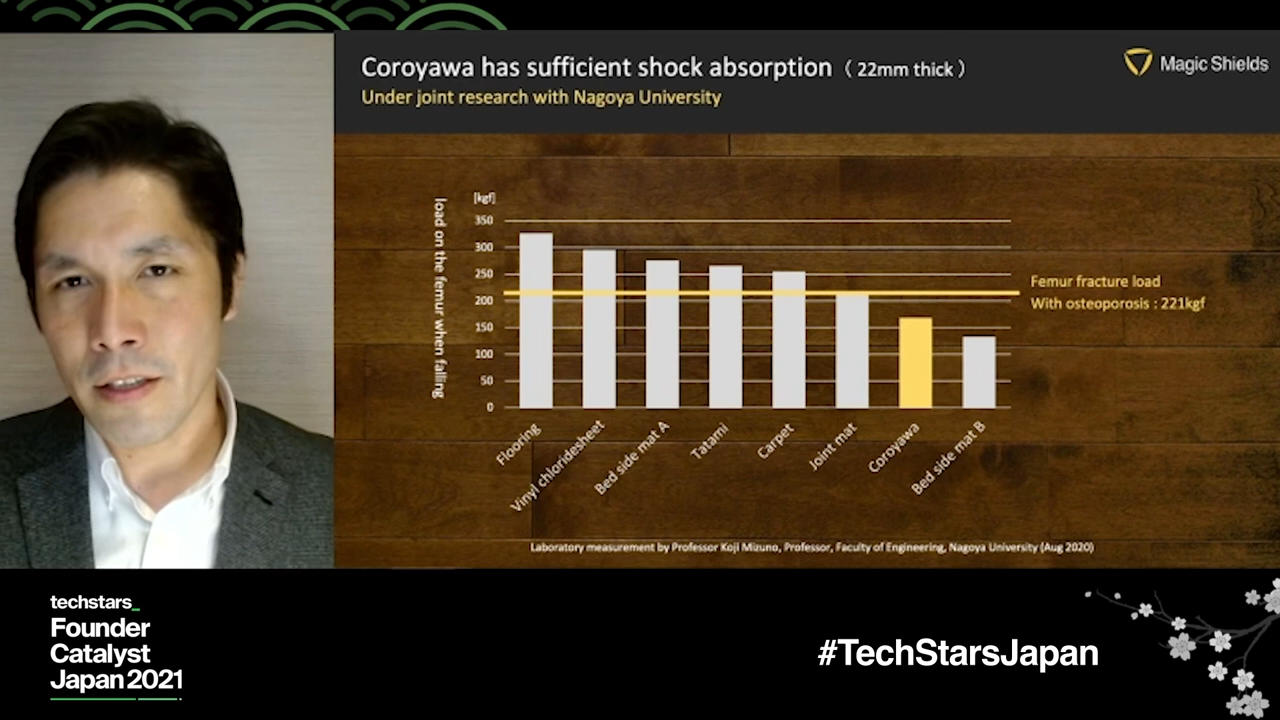 Coroyawa has sufficient shock absorption ( 22mm thick )
Under joint research with Nagoya University
Magic Shields
[kgf]
load on the femur when falling
350
300
250
200
150
100
50
0
Femur fracture load
With osteoporosis : 221kgf
Flooring
Vinyl chloridesheet
Bed side mat A
Tatami
Carpet
Joint mat
Coroyawa
Bed side mat B
Laboratory measurement by Professor Koji Mizuno, Professor, Faculty of Engineering, Nagoya University (Aug 2020)
techstars_
Founder
Catalyst
Japan 2021
#TechStarsJapan